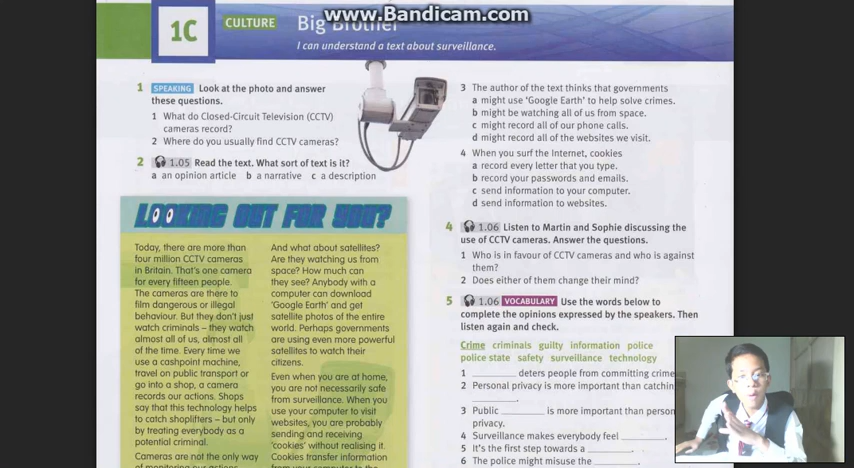 www.Bandicam.com
1C
CULTURE Big Brother
I can understand a text about surveillance.
1 SPEAKING Look at the photo and answer
these questions.
1 What do Closed-Circuit Television (CCTV)
cameras record?
2 Where do you usually find CCTV cameras?
2 1.05 Read the text. What sort of text is it?
a an opinion article b a narrative c a description
LOOKING OUT FOR YOU?
Today, there are more than
four million CCTV cameras
in Britain. That's one camera
for every fifteen people.
The cameras are there to
film dangerous or illegal
behaviour. But they don't just
watch criminals – they watch
almost all of us, almost all
of the time. Every time we
use a cashpoint machine,
travel on public transport or
go into a shop, a camera
records our actions. Shops
say that this technology helps
to catch shoplifters – but only
by treating everybody as a
potential criminal.
Cameras are not the only way
of monitoring our actions
And what about satellites?
Are they watching us from
space? How much can
they see? Anybody with a
computer can download
'Google Earth' and get
satellite photos of the entire
world. Perhaps governments
are using even more powerful
satellites to watch their
citizens.
Even when you are at home,
you are not necessarily safe
from surveillance. When you
use your computer to visit
websites, you are probably
sending and receiving
'cookies' without realising it.
Cookies transfer information
from your computer to the
3 The author of the text thinks that governments
a might use 'Google Earth' to help solve crimes.
b might be watching all of us from space.
c might record all of our phone calls.
d might record all of the websites we visit.
4 When you surf the Internet, cookies
a record every letter that you type.
b record your passwords and emails.
c send information to your computer.
d send information to websites.
4 1.06 Listen to Martin and Sophie discussing the
use of CCTV cameras. Answer the questions.
1 Who is in favour of CCTV cameras and who is against
them?
2 Does either of them change their mind?
5 1.06 VOCABULARY Use the words below to
complete the opinions expressed by the speakers. Then
listen again and check.
Crime criminals guilty information police
police state safety surveillance technology
1 ________ deters people from committing crime
2 Personal privacy is more important than catchin
________.
3 Public ________ is more important than person
privacy.
4 Surveillance makes everybody feel ________.
5 It's the first step towards a ________.
6 The police might misuse the ________.